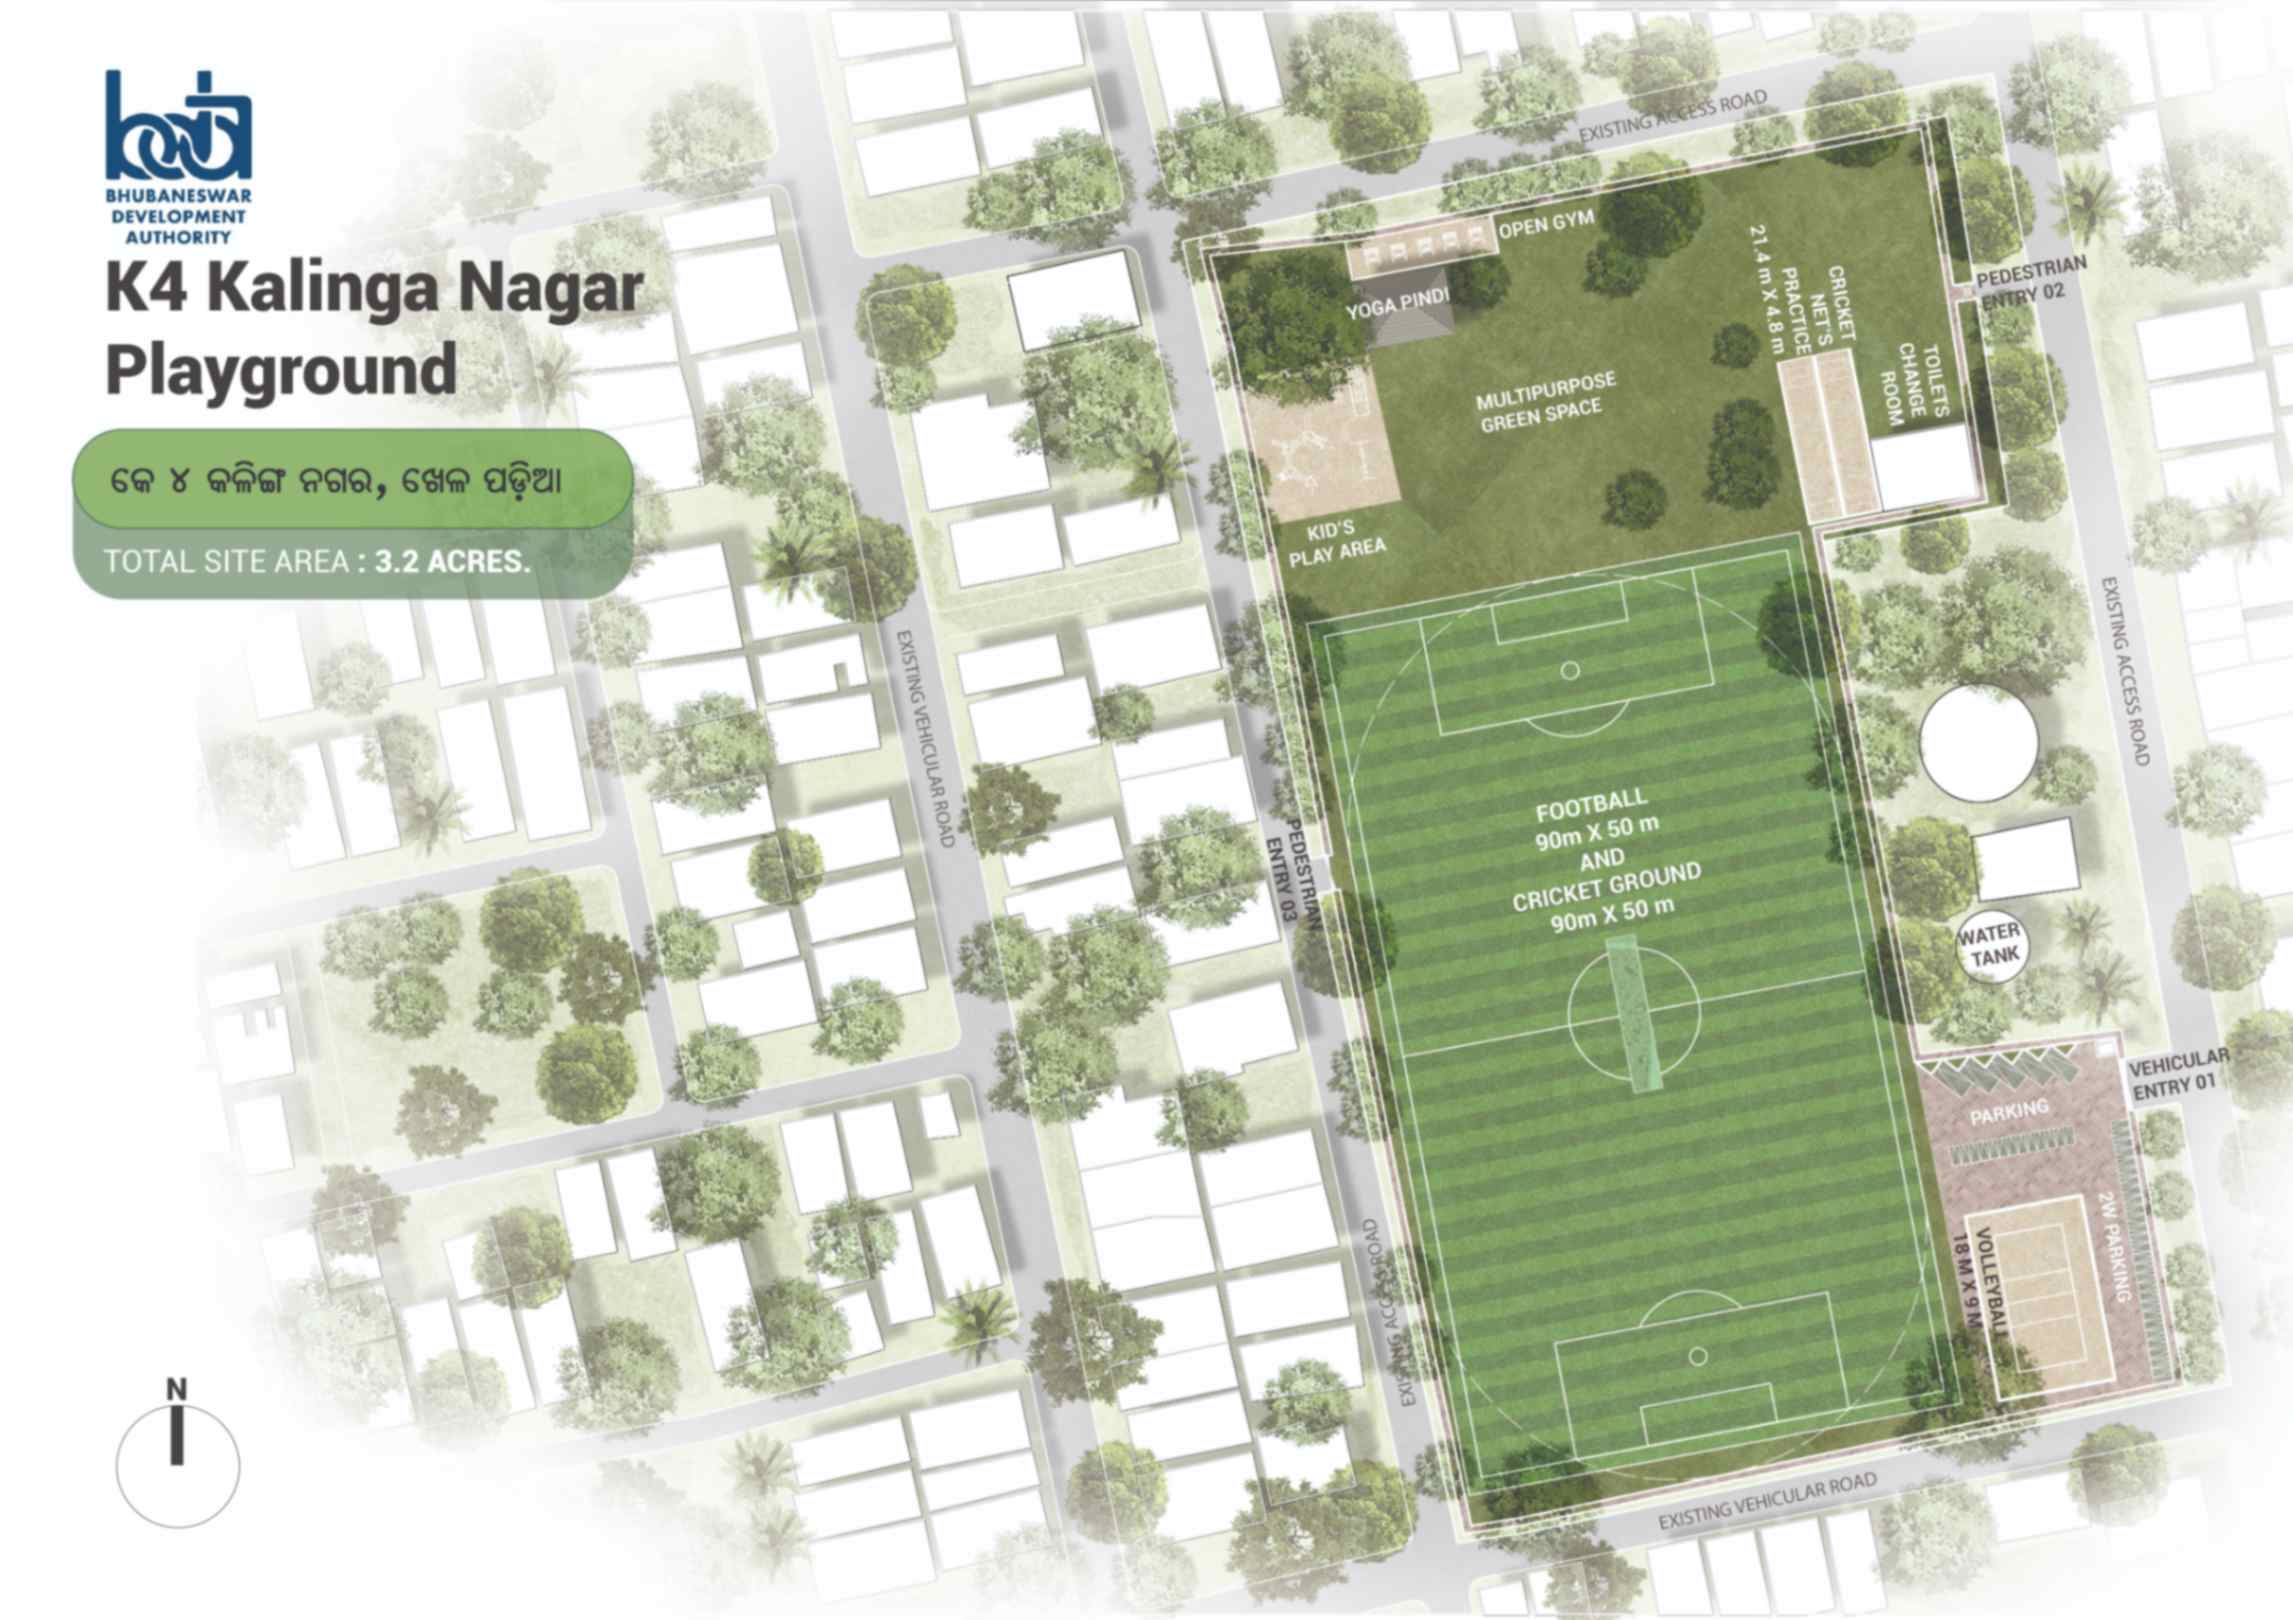 BHUBANESWAR
DEVELOPMENT
AUTHORITY
K4 Kalinga Nagar
Playground
କେ ୪ କଳିଙ୍ଗ ନଗର, ଖେଳ ପଡ଼ିଆ
TOTAL SITE AREA : 3.2 ACRES.
EXISTING ACCESS ROAD
OPEN GYM
YOGA PINDI
21.4 m X 4.8 m
CRICKET
NET'S
PRACTICE
TOILETS
CHANGE
ROOM
PEDESTRIAN
ENTRY 02
MULTIPURPOSE
GREEN SPACE
KID'S
PLAY AREA
EXISTING VEHICULAR ROAD
EXISTING ACCESS ROAD
FOOTBALL
90m X 50 m
AND
CRICKET GROUND
90m X 50 m
PEDESTRIAN
ENTRY 03
WATER
TANK
VEHICULAR
ENTRY 01
PARKING
2W PARKING
VOLLEYBALL
18 M X 9 M
EXISTING ACCESS ROAD
EXISTING VEHICULAR ROAD
N